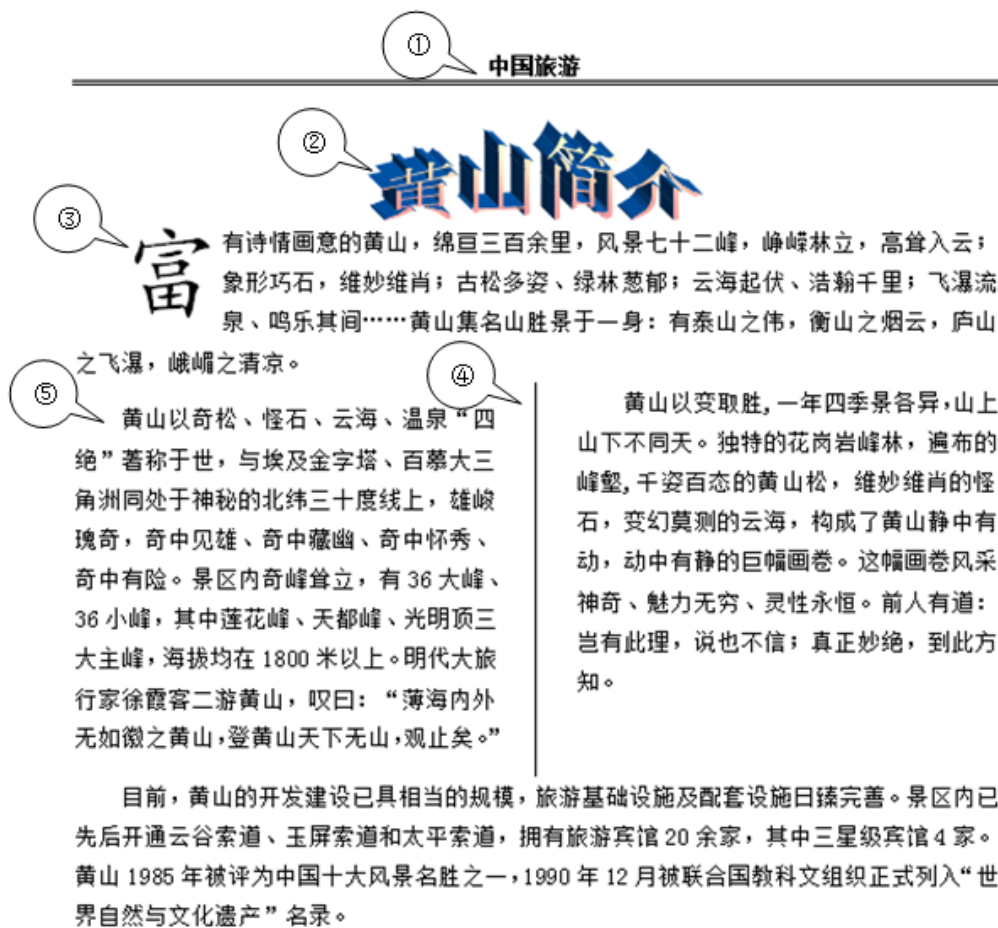 ①
中国旅游
②
黄山简介
③
富
有诗情画意的黄山，绵亘三百余里，风景七十二峰，峥嵘林立，高耸入云；
象形巧石，维妙维肖；古松多姿、绿林葱郁；云海起伏、浩瀚千里；飞瀑流
泉、鸣乐其间……黄山集名山胜景于一身：有泰山之伟，衡山之烟云，庐山
之飞瀑，峨嵋之清凉。
⑤
黄山以奇松、怪石、云海、温泉“四
绝”著称于世，与埃及金字塔、百慕大三
角洲同处于神秘的北纬三十度线上，雄峻
瑰奇，奇中见雄、奇中藏幽、奇中怀秀、
奇中有险。景区内奇峰耸立，有 36 大峰、
36 小峰，其中莲花峰、天都峰、光明顶三
大主峰，海拔均在 1800 米以上。明代大旅
行家徐霞客二游黄山，叹曰：“薄海内外
无如徽之黄山，登黄山天下无山，观止矣。”
④
黄山以变取胜,一年四季景各异，山上
山下不同天。独特的花岗岩峰林，遍布的
峰壑,千姿百态的黄山松，维妙维肖的怪
石，变幻莫测的云海，构成了黄山静中有
动，动中有静的巨幅画卷。这幅画卷风采
神奇、魅力无穷、灵性永恒。前人有道：
岂有此理，说也不信；真正妙绝，到此方
知。
目前，黄山的开发建设已具相当的规模，旅游基础设施及配套设施日臻完善。景区内已
先后开通云谷索道、玉屏索道和太平索道，拥有旅游宾馆 20 余家，其中三星级宾馆 4 家。
黄山 1985 年被评为中国十大风景名胜之一，1990 年 12 月被联合国教科文组织正式列入“世
界自然与文化遗产”名录。